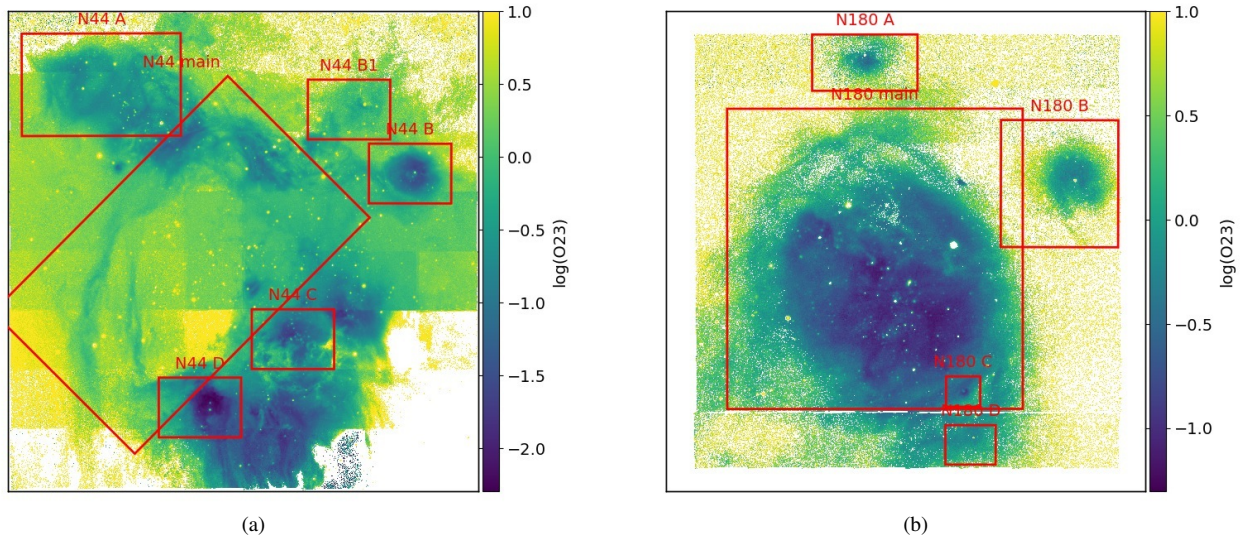 N44 A
N44 main
N44 B1
N44 B
N44 C
N44 D
1.0
0.5
0.0
−0.5
−1.0
−1.5
−2.0
log(O23)
(a)
N180 A
N180 main
N180 B
N180 C
N180 D
1.0
0.5
0.0
−0.5
−1.0
log(O23)
(b)